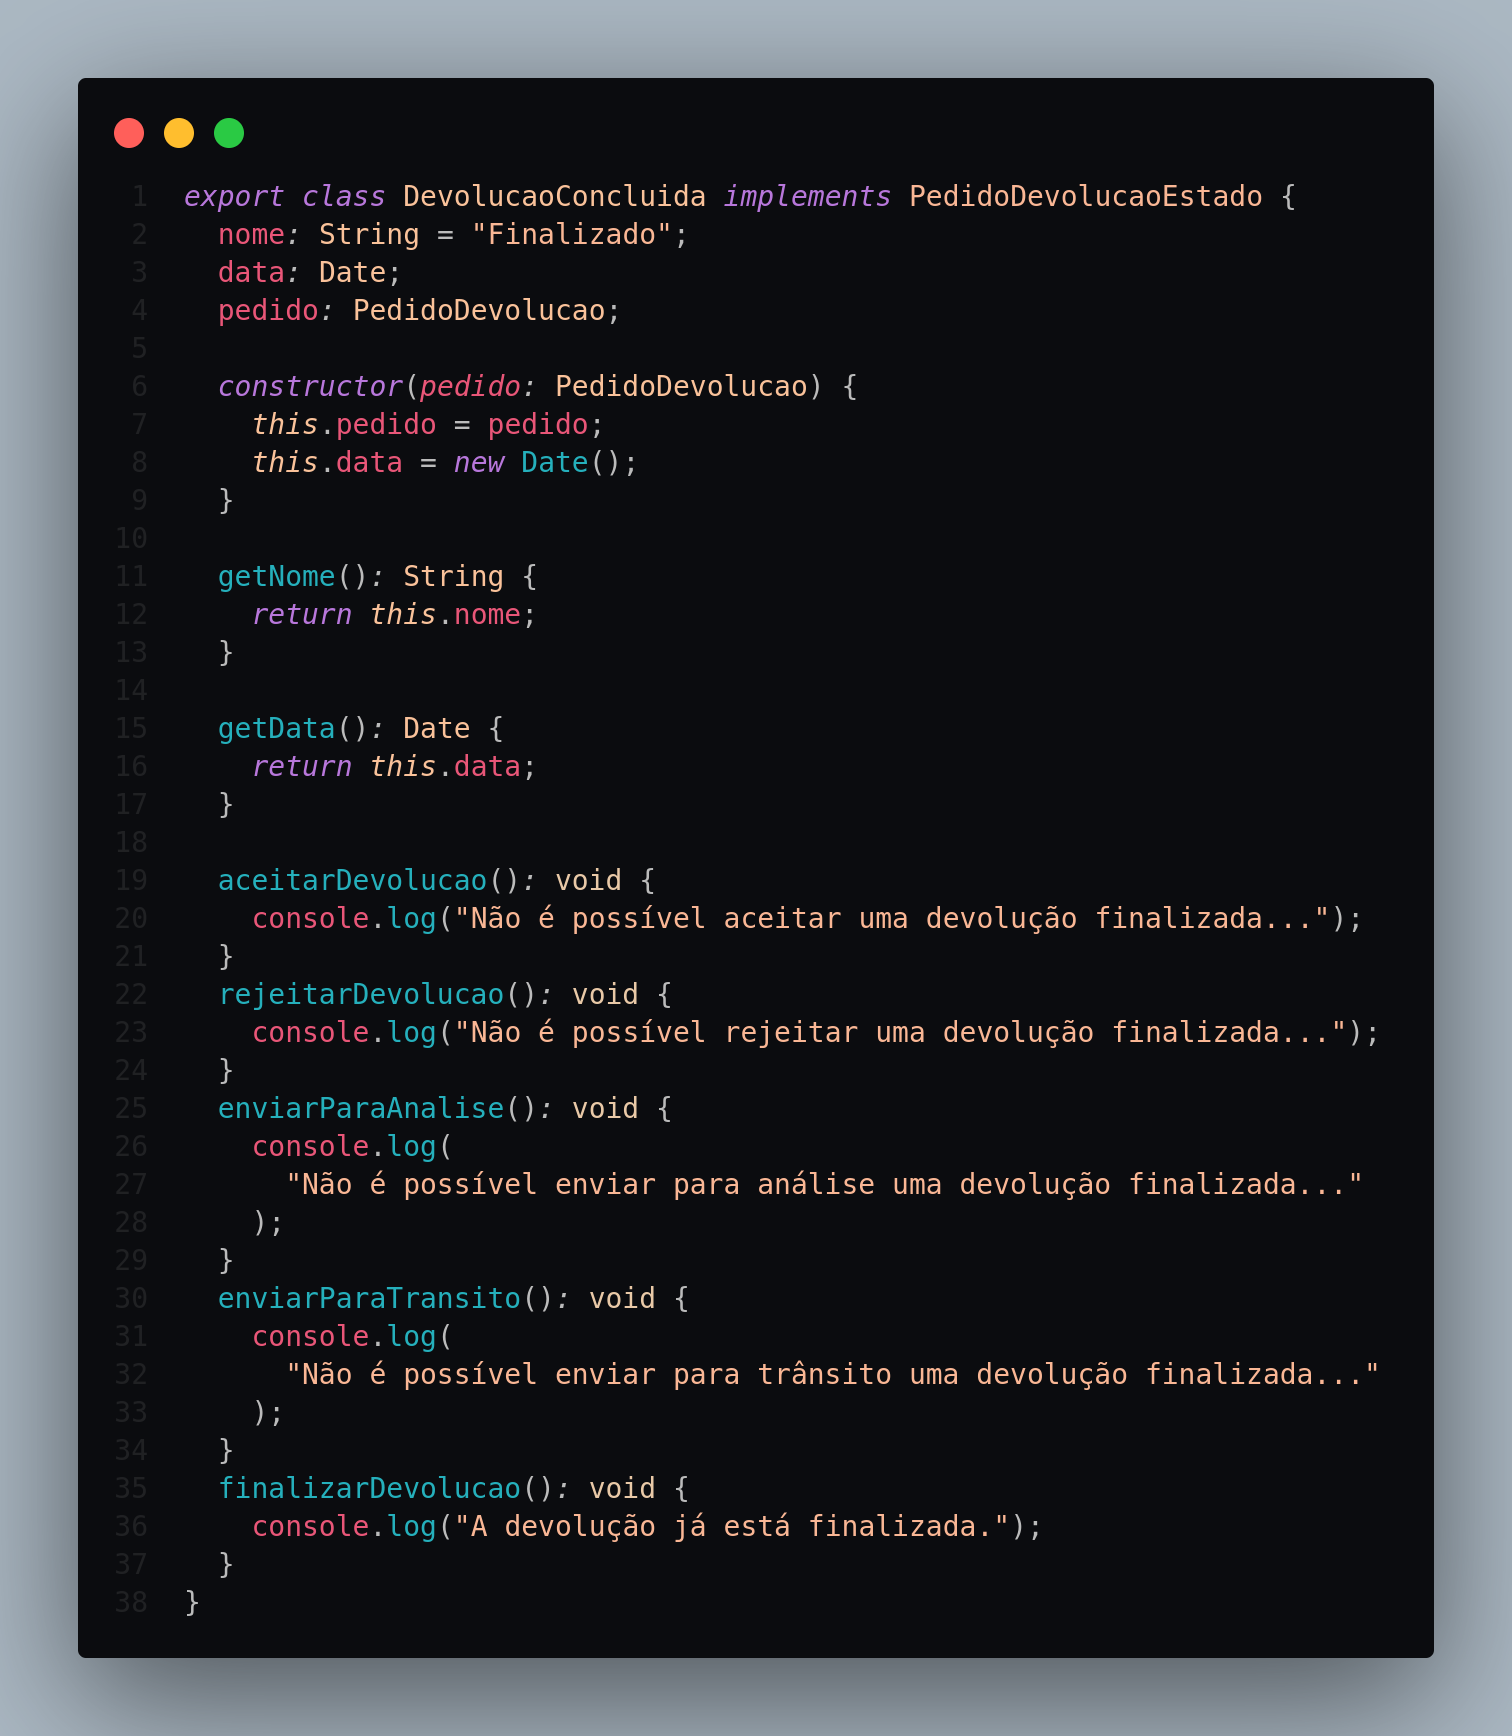 1 export class DevolucaoConcluida implements PedidoDevolucaoEstado {
2   nome: String = "Finalizado";
3   data: Date;
4   pedido: PedidoDevolucao;
5
6   constructor(pedido: PedidoDevolucao) {
7     this.pedido = pedido;
8     this.data = new Date();
9   }
10
11   getNome(): String {
12     return this.nome;
13   }
14
15   getData(): Date {
16     return this.data;
17   }
18
19   aceitarDevolucao(): void {
20     console.log("Não é possível aceitar uma devolução finalizada...");
21   }
22   rejeitarDevolucao(): void {
23     console.log("Não é possível rejeitar uma devolução finalizada...");
24   }
25   enviarParaAnalise(): void {
26     console.log(
27       "Não é possível enviar para análise uma devolução finalizada..."
28     );
29   }
30   enviarParaTransito(): void {
31     console.log(
32       "Não é possível enviar para trânsito uma devolução finalizada..."
33     );
34   }
35   finalizarDevolucao(): void {
36     console.log("A devolução já está finalizada.");
37   }
38 }